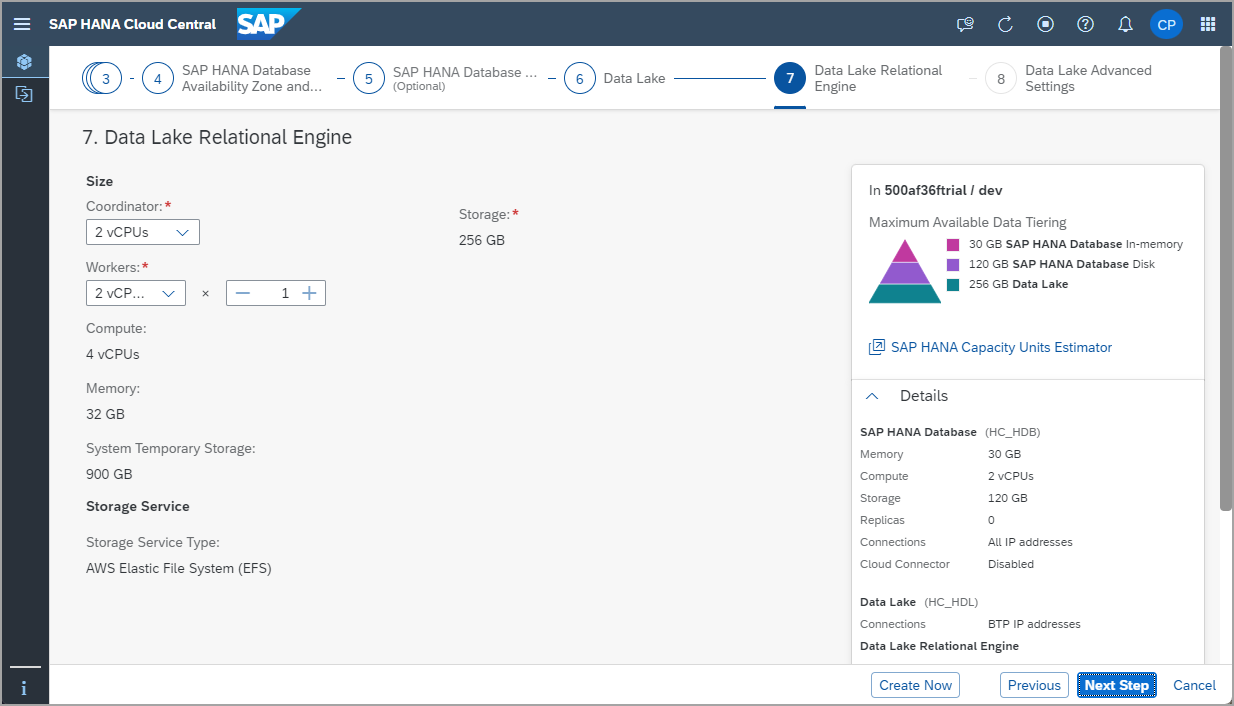 SAP HANA Cloud Central
SAP
CP
3
4
SAP HANA Database
Availability Zone and...
5
SAP HANA Database ...
(Optional)
6
Data Lake
7
Data Lake Relational
Engine
8
Data Lake Advanced
Settings
7. Data Lake Relational Engine
Size
Coordinator:*
2 vCPUs
Storage:*
256 GB
Workers:*
2 vCP... × − 1 +
Compute:
4 vCPUs
Memory:
32 GB
System Temporary Storage:
900 GB
Storage Service
Storage Service Type:
AWS Elastic File System (EFS)
In 500af36ftrial / dev
Maximum Available Data Tiering
30 GB SAP HANA Database In-memory
120 GB SAP HANA Database Disk
256 GB Data Lake
SAP HANA Capacity Units Estimator
Details
SAP HANA Database (HC_HDB)
Memory 30 GB
Compute 2 vCPUs
Storage 120 GB
Replicas 0
Connections All IP addresses
Cloud Connector Disabled
Data Lake (HC_HDL)
Connections BTP IP addresses
Data Lake Relational Engine
i
Create Now Previous Next Step Cancel